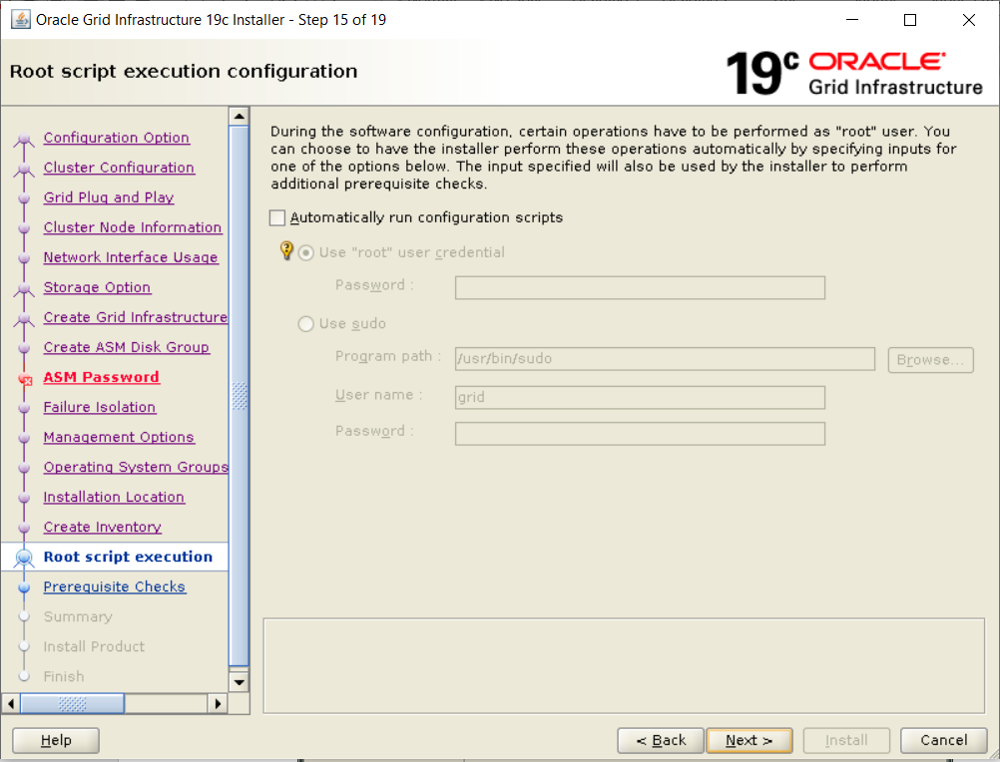 Oracle Grid Infrastructure 19c Installer - Step 15 of 19
Root script execution configuration
19c ORACLE
Grid Infrastructure
Configuration Option
Cluster Configuration
Grid Plug and Play
Cluster Node Information
Network Interface Usage
Storage Option
Create Grid Infrastructure
Create ASM Disk Group
ASM Password
Failure Isolation
Management Options
Operating System Groups
Installation Location
Create Inventory
Root script execution
Prerequisite Checks
Summary
Install Product
Finish
During the software configuration, certain operations have to be performed as "root" user. You
can choose to have the installer perform these operations automatically by specifying inputs for
one of the options below. The input specified will also be used by the installer to perform
additional prerequisite checks.
Automatically run configuration scripts
Use "root" user credential
Password :
Use sudo
Program path : /usr/bin/sudo Browse...
User name : grid
Password :
Help < Back Next > Install Cancel